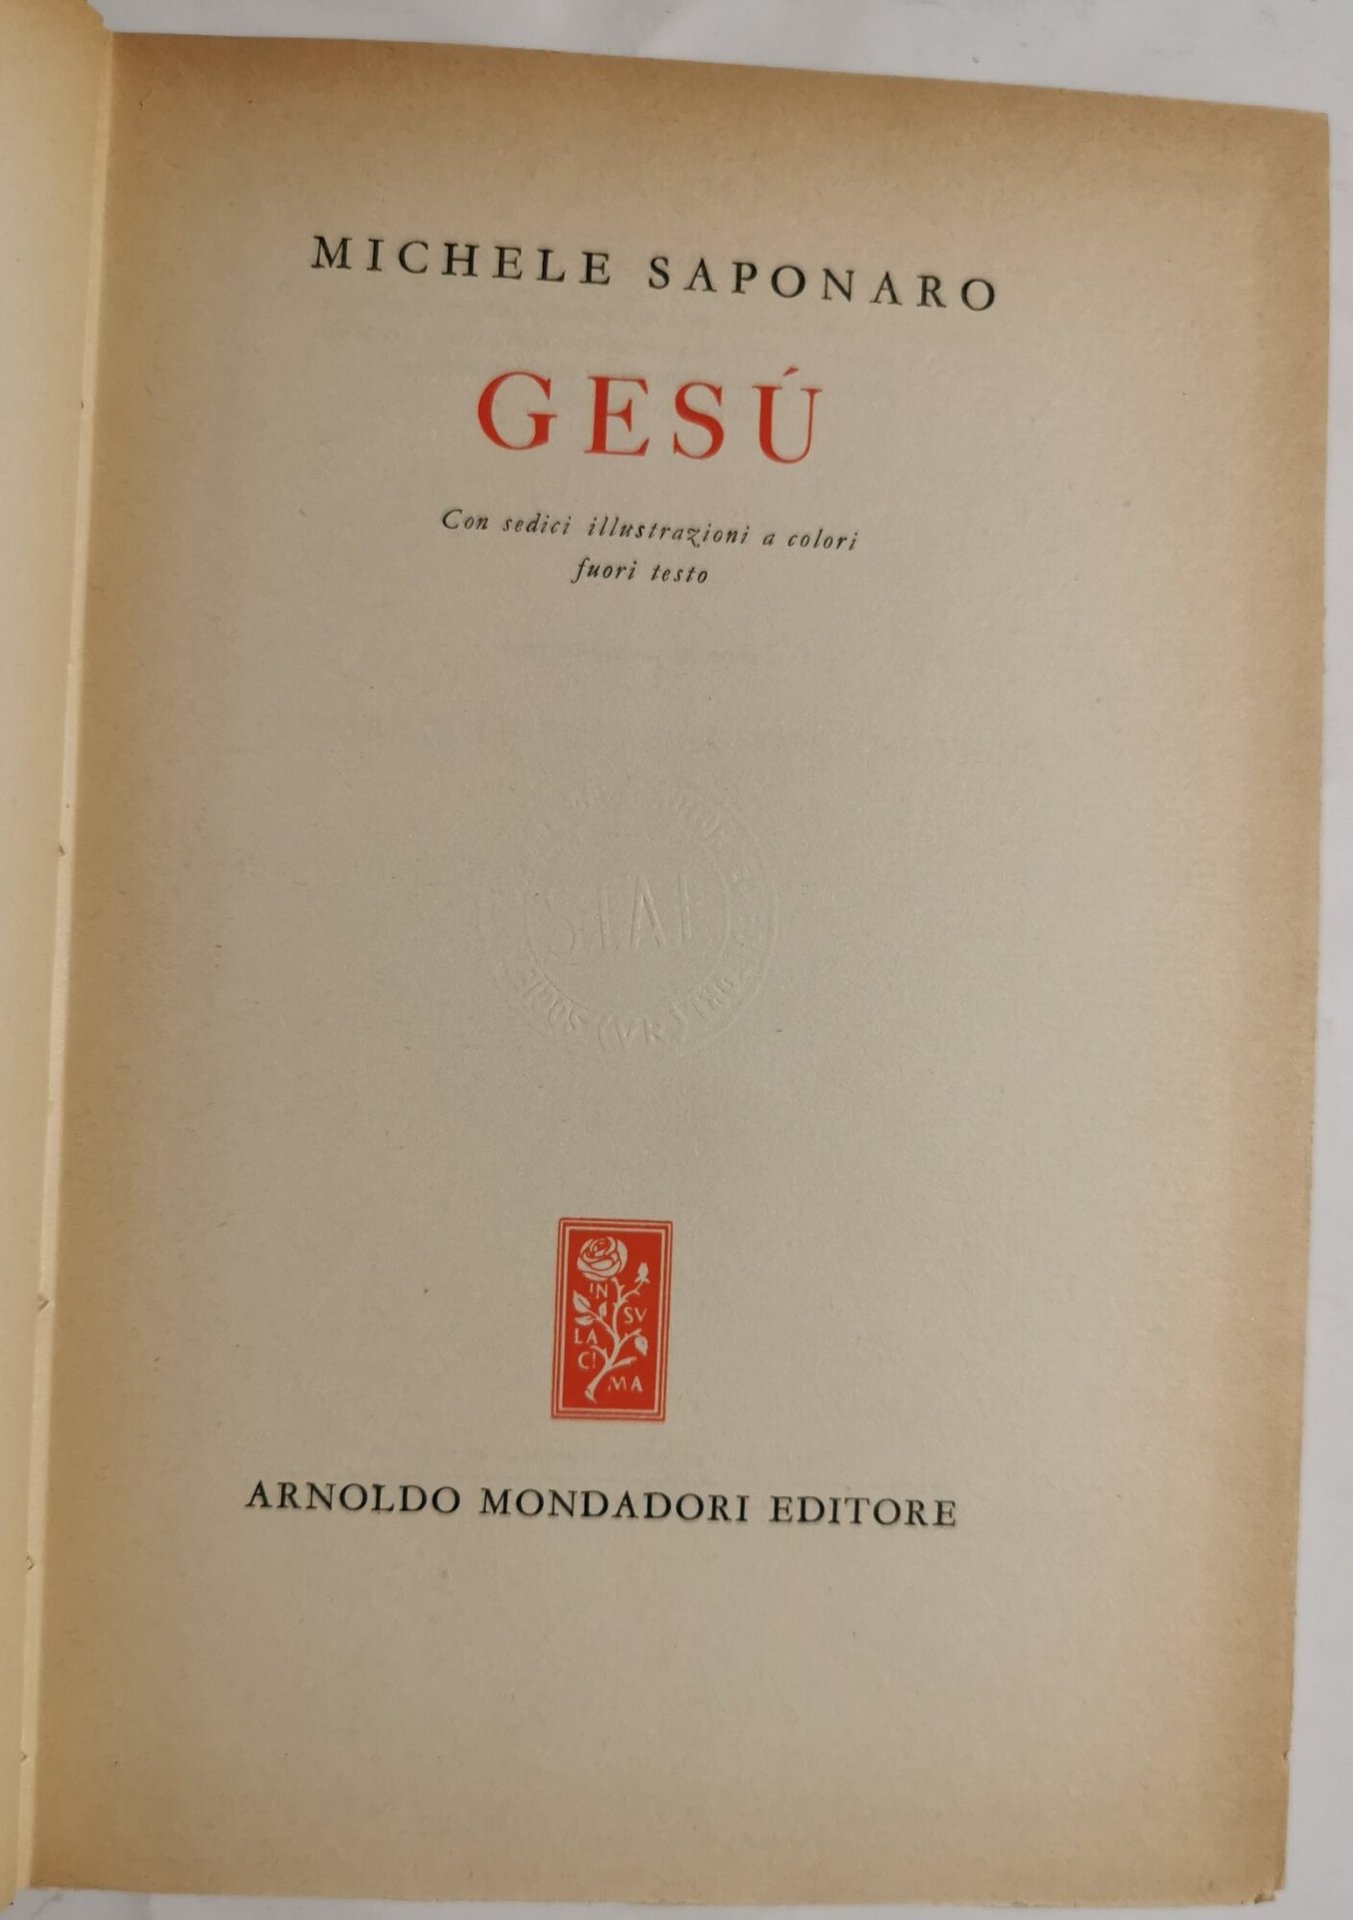 MICHELE SAPONARO
GESÚ
Con sedici illustrazioni a colori
fuori testo
IN
SV
LA
CI
MA
ARNOLDO MONDADORI EDITORE